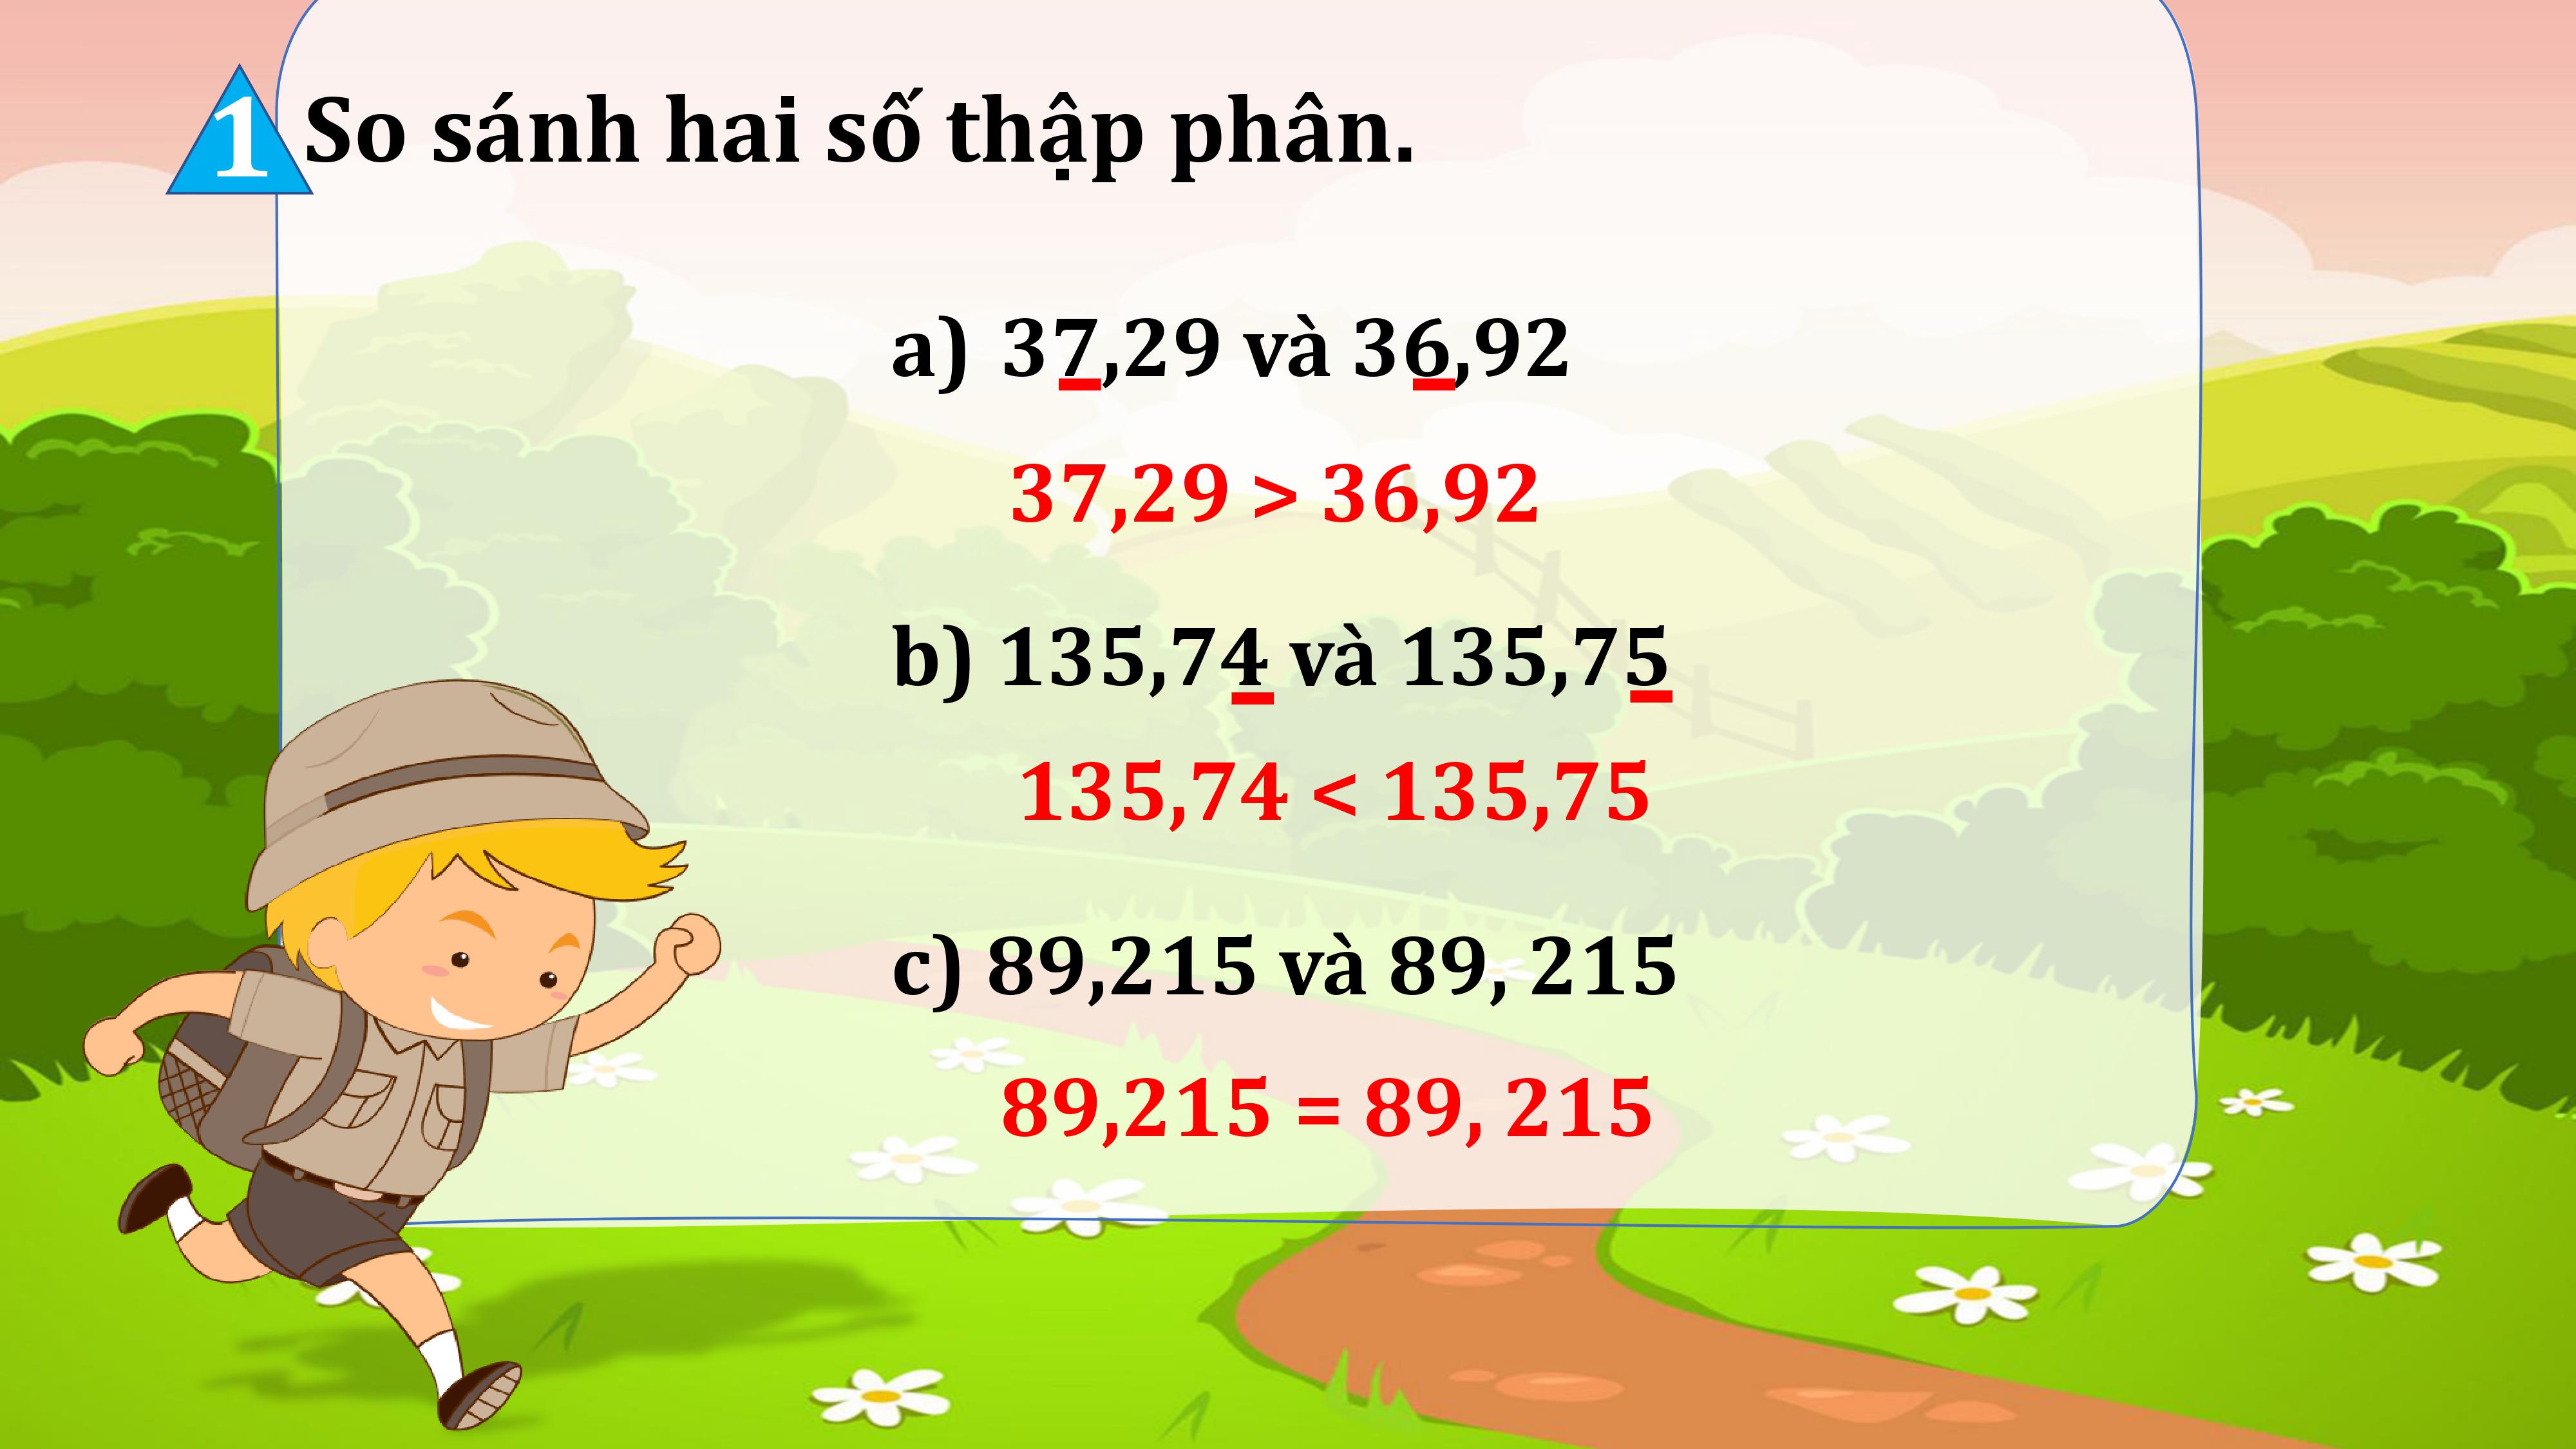 1 So sánh hai số thập phân.
a) 37,29 và 36,92
37,29 > 36,92
b) 135,74 và 135,75
135,74 < 135,75
c) 89,215 và 89, 215
89,215 = 89, 215